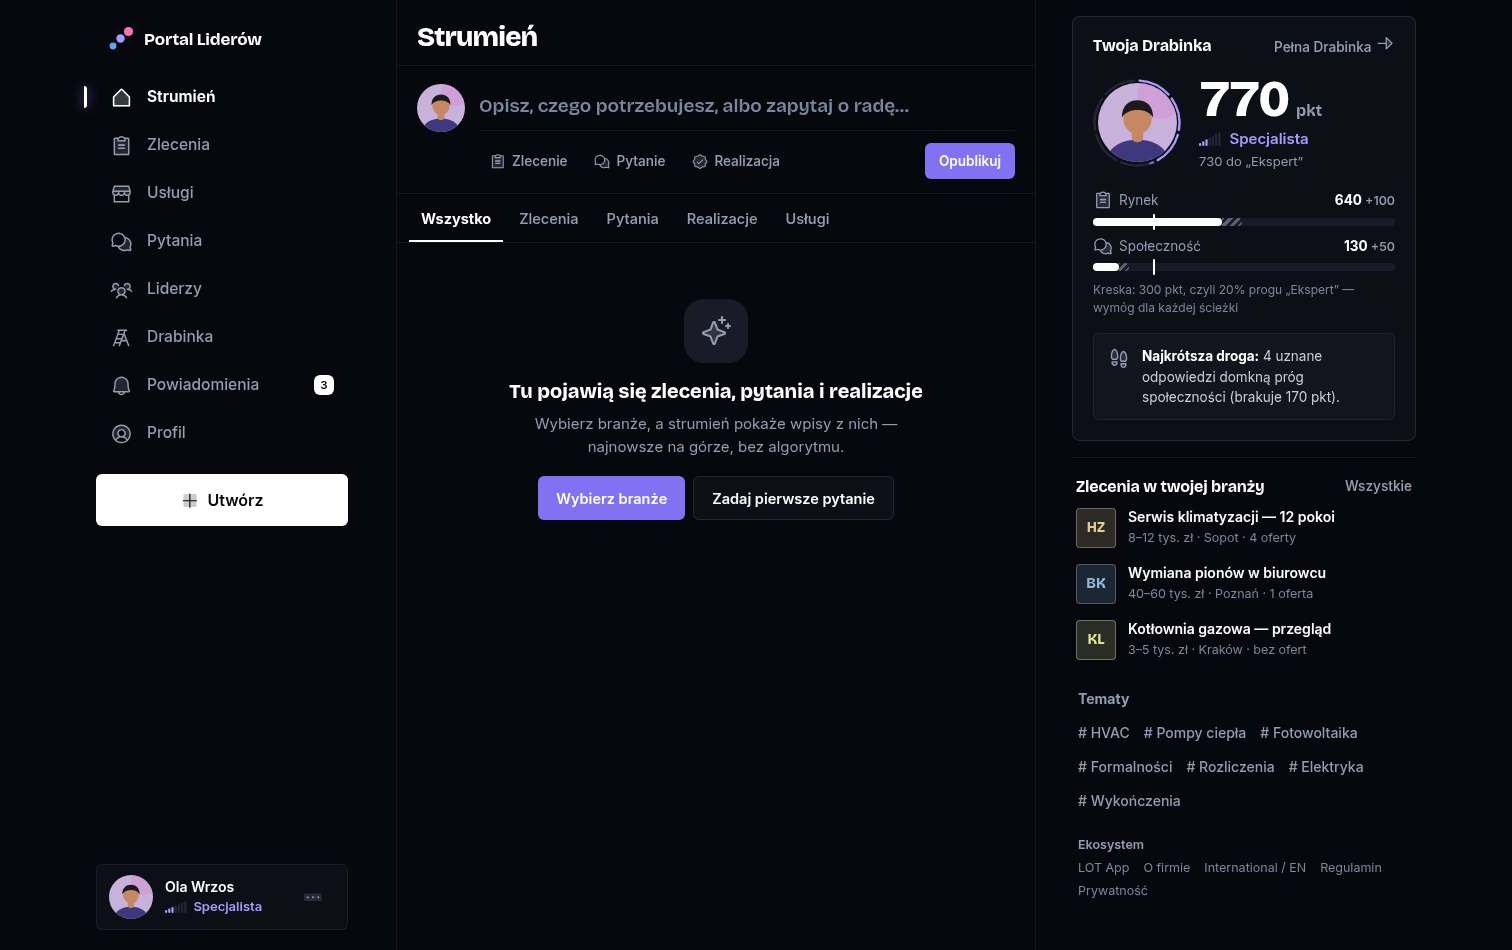 Portal Liderów
Strumień
Zlecenia
Usługi
Pytania
Liderzy
Drabinka
Powiadomienia 3
Profil
Utwórz
Ola Wrzos
Specjalista
Strumień
Opisz, czego potrzebujesz, albo zapytaj o radę...
Zlecenie Pytanie Realizacja Opublikuj
Wszystko Zlecenia Pytania Realizacje Usługi
Tu pojawią się zlecenia, pytania i realizacje
Wybierz branże, a strumień pokaże wpisy z nich —
najnowsze na górze, bez algorytmu.
Wybierz branże Zadaj pierwsze pytanie
Twoja Drabinka Pełna Drabinka
770 pkt
Specjalista
730 do „Ekspert”
Rynek 640 +100
Społeczność 130 +50
Kreska: 300 pkt, czyli 20% progu „Ekspert” —
wymóg dla każdej ścieżki
Najkrótsza droga: 4 uznane
odpowiedzi domkną próg
społeczności (brakuje 170 pkt).
Zlecenia w twojej branży Wszystkie
HZ Serwis klimatyzacji — 12 pokoi
8–12 tys. zł · Sopot · 4 oferty
BK Wymiana pionów w biurowcu
40–60 tys. zł · Poznań · 1 oferta
KL Kotłownia gazowa — przegląd
3–5 tys. zł · Kraków · bez ofert
Tematy
# HVAC # Pompy ciepła # Fotowoltaika
# Formalności # Rozliczenia # Elektryka
# Wykończenia
Ekosystem
LOT App O firmie International / EN Regulamin
Prywatność